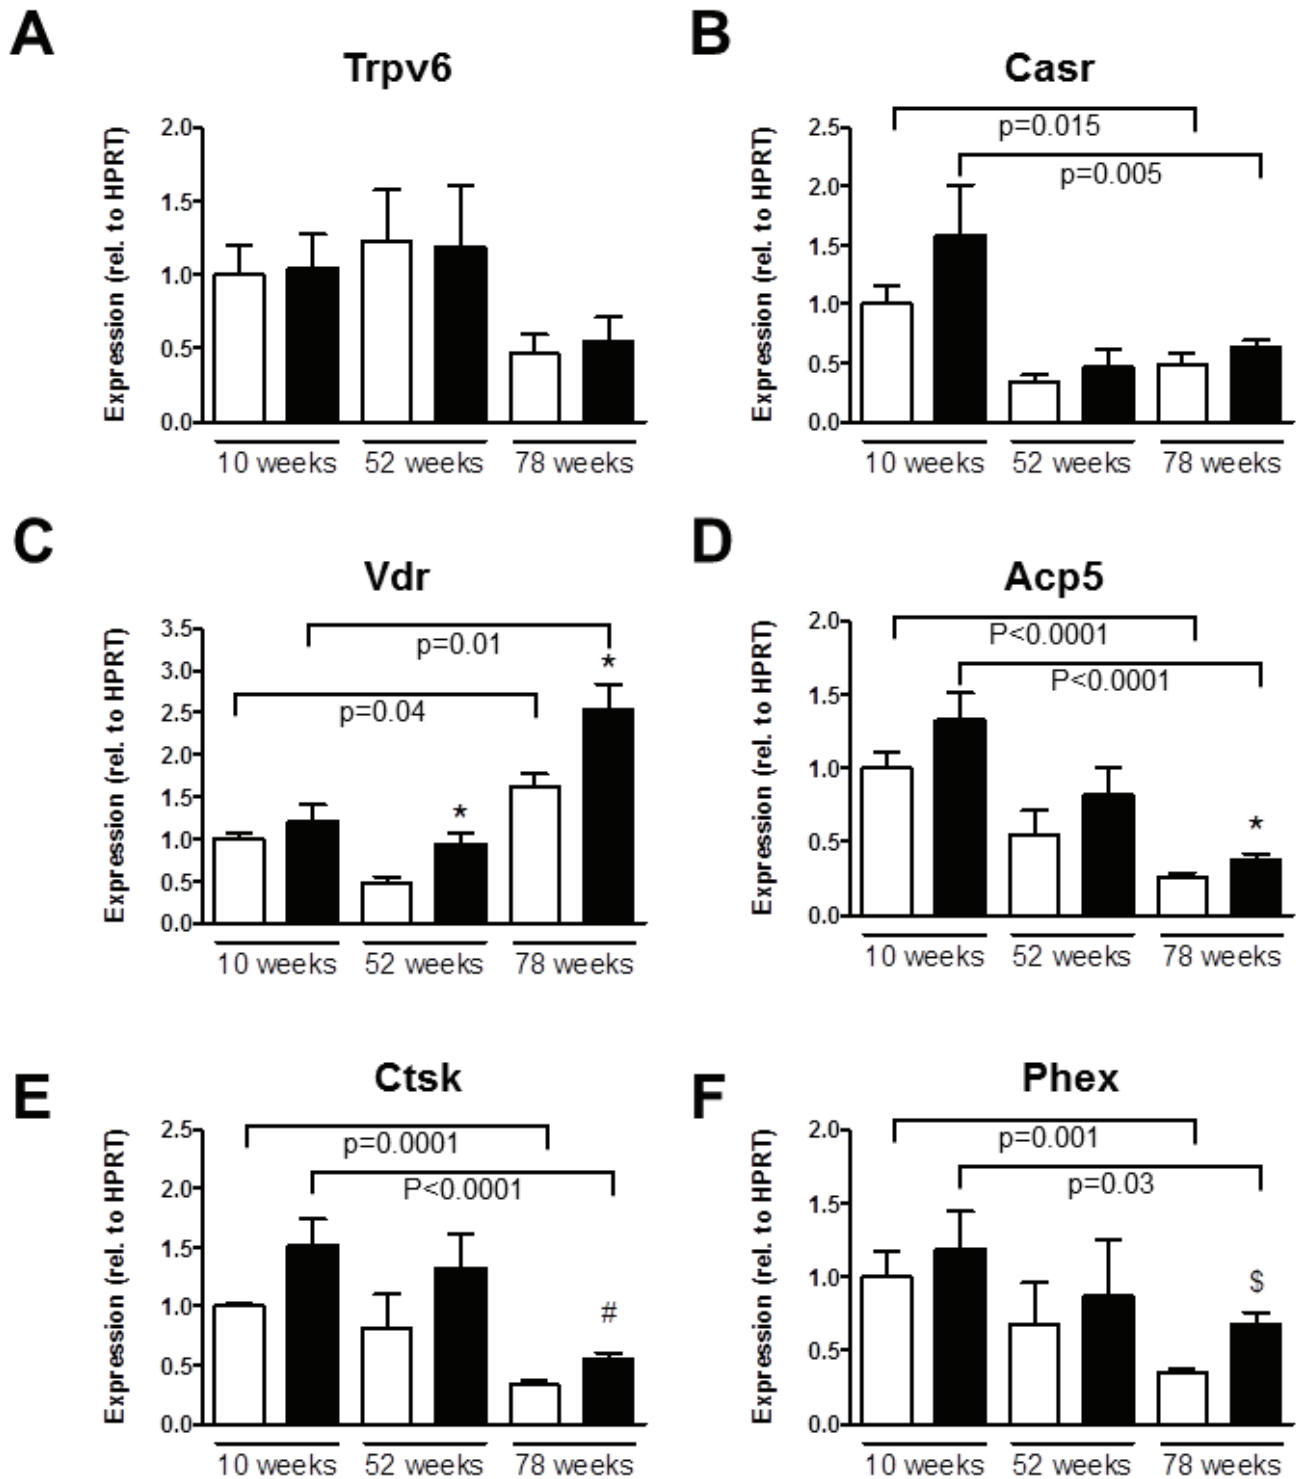 A
Trpv6
Expression (rel. to HPRT)
2.0
1.5
1.0
0.5
0.0
10 weeks 52 weeks 78 weeks
B
Casr
p=0.015
p=0.005
Expression (rel. to HPRT)
2.5
2.0
1.5
1.0
0.5
0.0
10 weeks 52 weeks 78 weeks
C
Vdr
p=0.01
p=0.04
*
*
Expression (rel. to HPRT)
3.5
3.0
2.5
2.0
1.5
1.0
0.5
0.0
10 weeks 52 weeks 78 weeks
D
Acp5
P<0.0001
P<0.0001
*
Expression (rel. to HPRT)
2.0
1.5
1.0
0.5
0.0
10 weeks 52 weeks 78 weeks
E
Ctsk
p=0.0001
P<0.0001
#
Expression (rel. to HPRT)
2.5
2.0
1.5
1.0
0.5
0.0
10 weeks 52 weeks 78 weeks
F
Phex
p=0.001
p=0.03
$
Expression (rel. to HPRT)
2.0
1.5
1.0
0.5
0.0
10 weeks 52 weeks 78 weeks